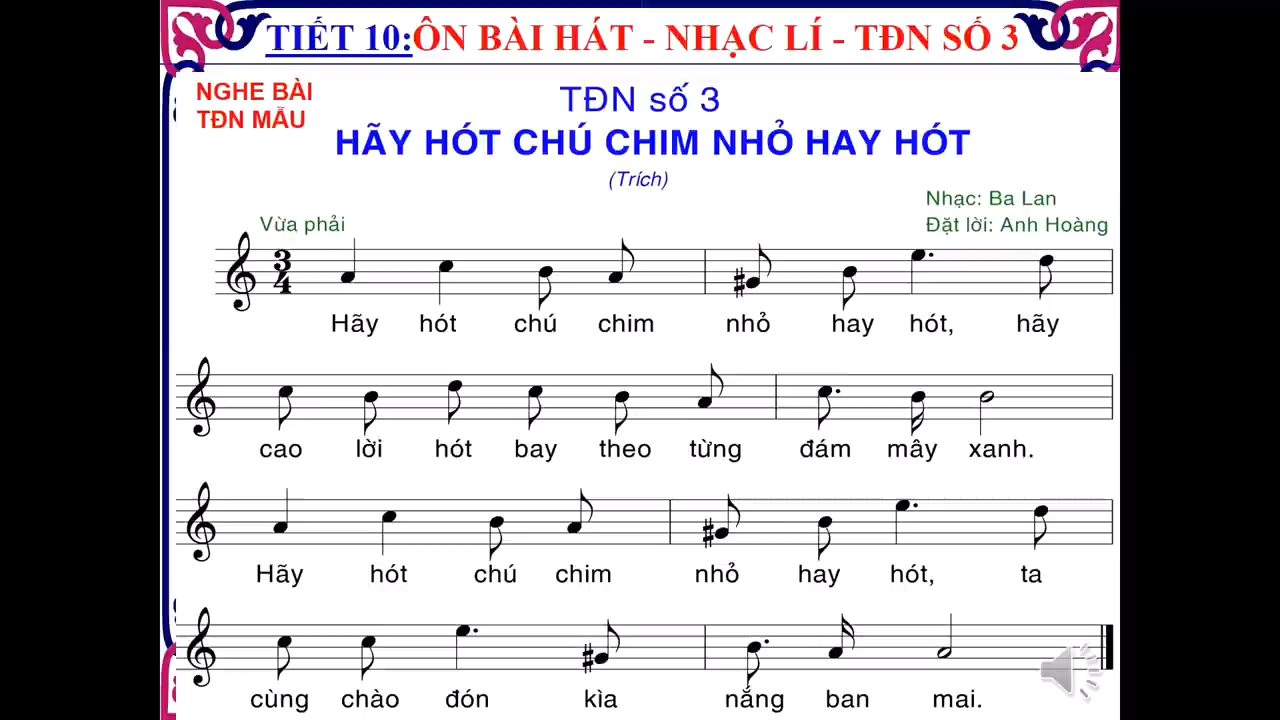 TIẾT 10:ÔN BÀI HÁT - NHẠC LÍ - TĐN SỐ 3
NGHE BÀI
TĐN MẪU
TĐN số 3
HÃY HÓT CHÚ CHIM NHỎ HAY HÓT
(Trích)
Nhạc: Ba Lan
Vừa phải
Đặt lời: Anh Hoàng
3
4
Hãy hót chú chim nhỏ hay hót, hãy
cao lời hót bay theo từng đám mây xanh.
Hãy hót chú chim nhỏ hay hót, ta
cùng chào đón kìa nắng ban mai.